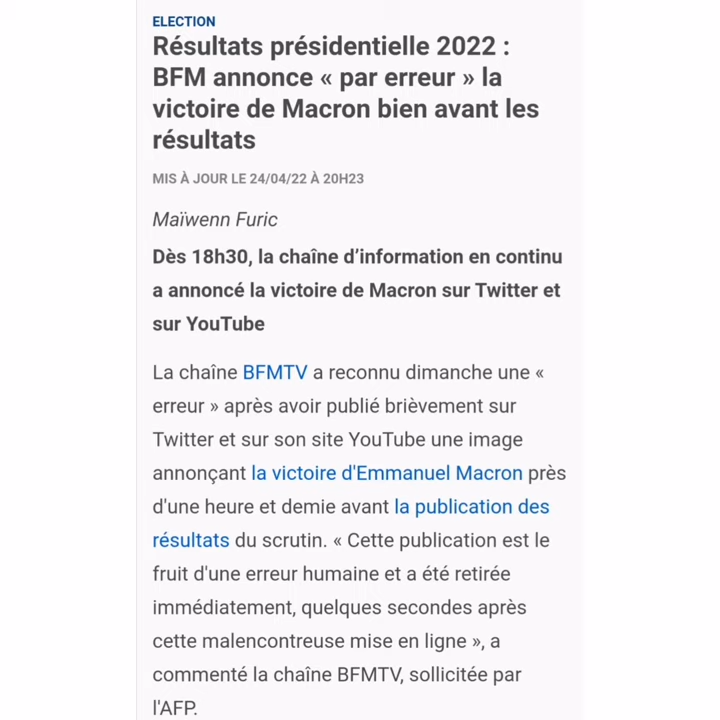 ELECTION
Résultats présidentielle 2022 :
BFM annonce « par erreur » la
victoire de Macron bien avant les
résultats
MIS À JOUR LE 24/04/22 À 20H23
Maïwenn Furic
Dès 18h30, la chaîne d’information en continu
a annoncé la victoire de Macron sur Twitter et
sur YouTube
La chaîne BFMTV a reconnu dimanche une «
erreur » après avoir publié brièvement sur
Twitter et sur son site YouTube une image
annonçant la victoire d'Emmanuel Macron près
d'une heure et demie avant la publication des
résultats du scrutin. « Cette publication est le
fruit d'une erreur humaine et a été retirée
immédiatement, quelques secondes après
cette malencontreuse mise en ligne », a
commenté la chaîne BFMTV, sollicitée par
l'AFP.